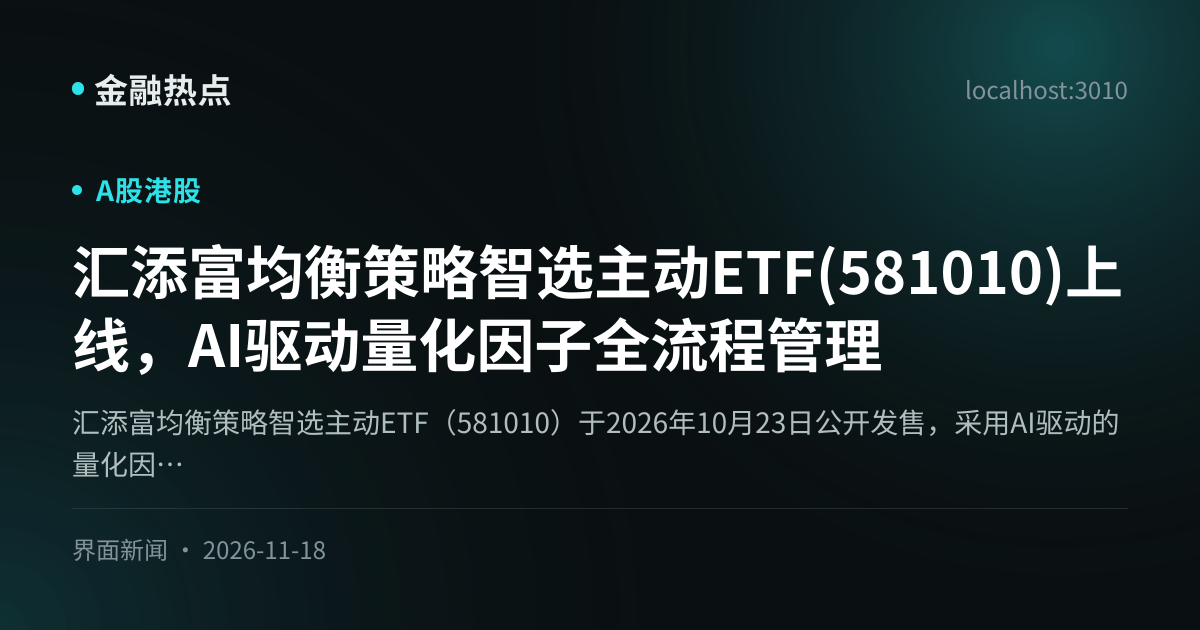 金融热点
localhost:3010
A股港股
汇添富均衡策略智选主动ETF(581010)上
线，AI驱动量化因子全流程管理
汇添富均衡策略智选主动ETF（581010）于2026年10月23日公开发售，采用AI驱动的
量化因…
界面新闻 • 2026-11-18